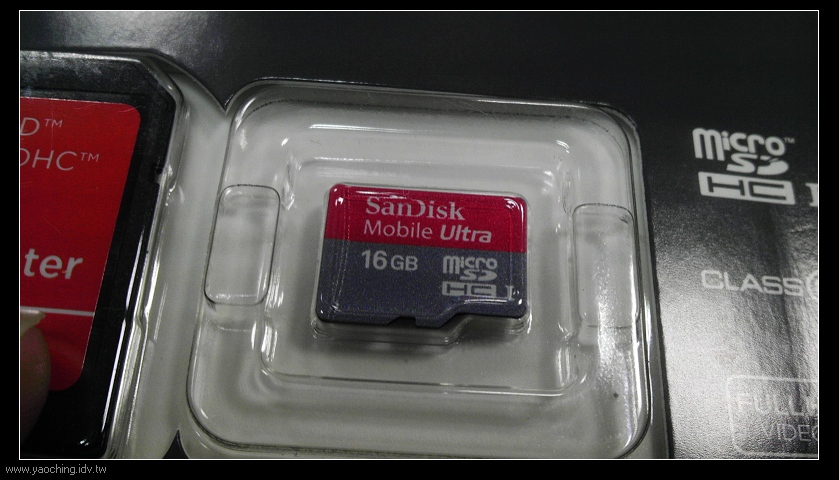 D™
DHC™
ter
SanDisk
Mobile Ultra
16GB
micro
SD
HC I
micro™
SD
HC I
CLASS
FULL
VIDEO
www.yaoching.idv.tw